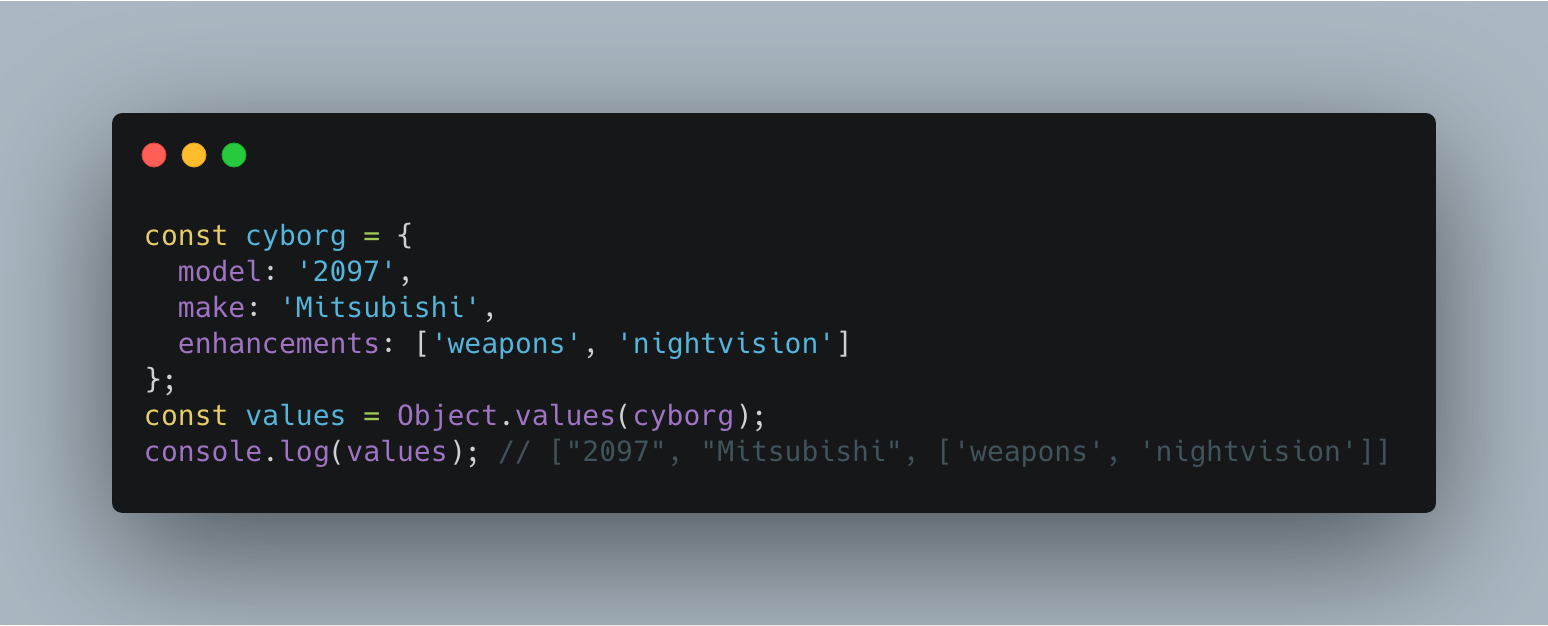 const cyborg = {
  model: '2097',
  make: 'Mitsubishi',
  enhancements: ['weapons', 'nightvision']
};
const values = Object.values(cyborg);
console.log(values); // ["2097", "Mitsubishi", ['weapons', 'nightvision']]